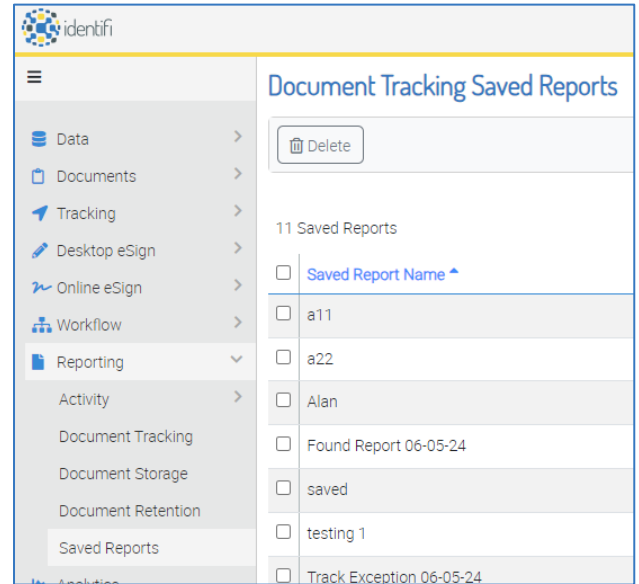 identifi
Document Tracking Saved Reports
Data
Documents
Tracking
Desktop eSign
Online eSign
Workflow
Reporting
Activity
Document Tracking
Document Storage
Document Retention
Saved Reports
Analytics
Delete
11 Saved Reports
Saved Report Name
a11
a22
Alan
Found Report 06-05-24
saved
testing 1
Track Exception 06-05-24